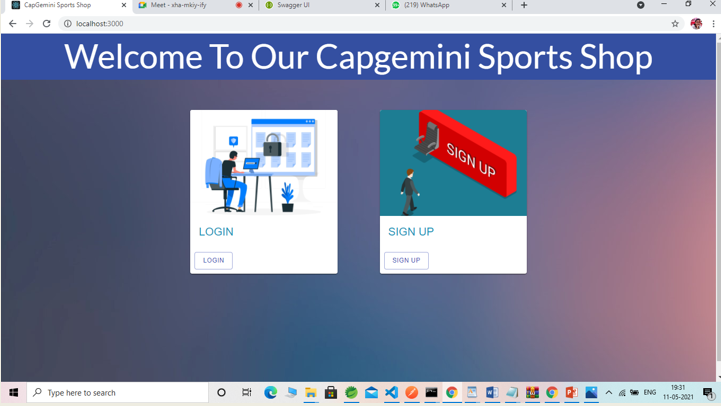 CapGemini Sports Shop
Meet - xha-mkiy-ify
Swagger UI
(219) WhatsApp
localhost:3000
Welcome To Our Capgemini Sports Shop
SIGN UP
LOGIN
SIGN UP
LOGIN
SIGN UP
Type here to search
ENG
19:31
11-05-2021